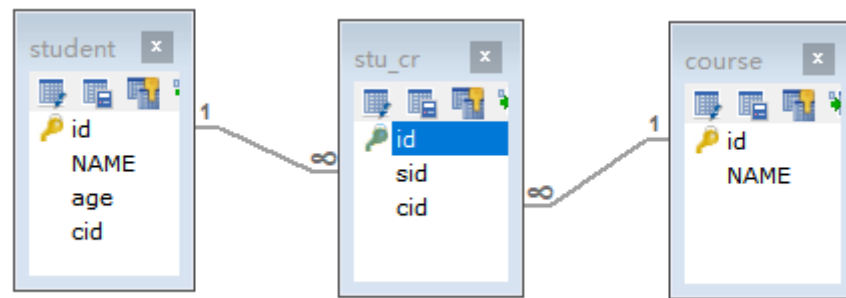 student x
id
NAME
age
cid
1
∞
stu_cr x
id
sid
cid
∞
1
course x
id
NAME